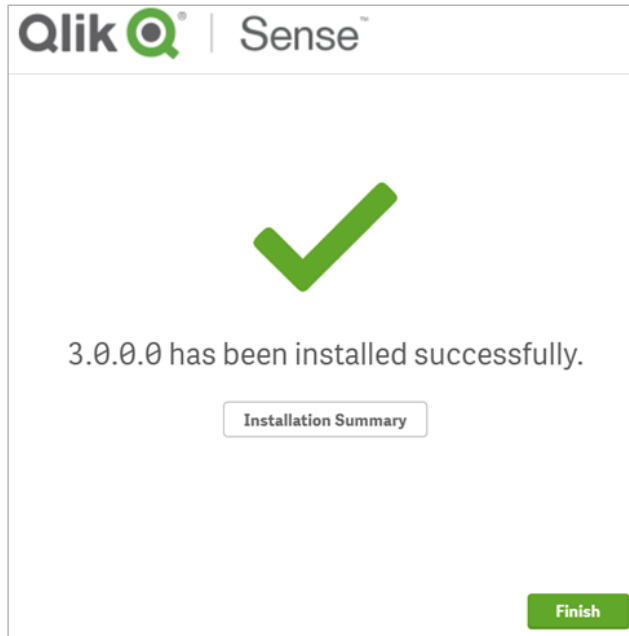 Qlik Q® | Sense™
3.0.0.0 has been installed successfully.
Installation Summary
Finish